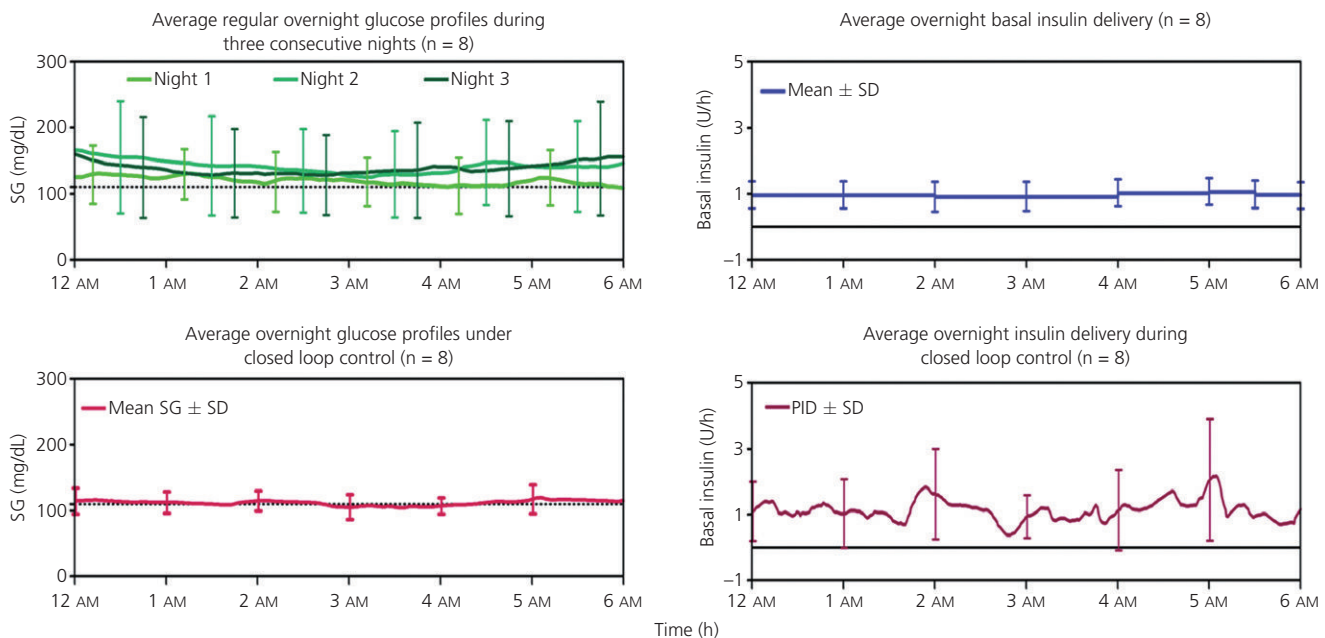 Average regular overnight glucose profiles during
three consecutive nights (n = 8)
300
200
100
0
SG (mg/dL)
Night 1 Night 2 Night 3
12 AM 1 AM 2 AM 3 AM 4 AM 5 AM 6 AM
Average overnight basal insulin delivery (n = 8)
5
3
1
–1
Basal insulin (U/h)
Mean ± SD
12 AM 1 AM 2 AM 3 AM 4 AM 5 AM 6 AM
Average overnight glucose profiles under
closed loop control (n = 8)
300
200
100
0
SG (mg/dL)
Mean SG ± SD
12 AM 1 AM 2 AM 3 AM 4 AM 5 AM 6 AM
Average overnight insulin delivery during
closed loop control (n = 8)
5
3
1
–1
Basal insulin (U/h)
PID ± SD
12 AM 1 AM 2 AM 3 AM 4 AM 5 AM 6 AM
Time (h)